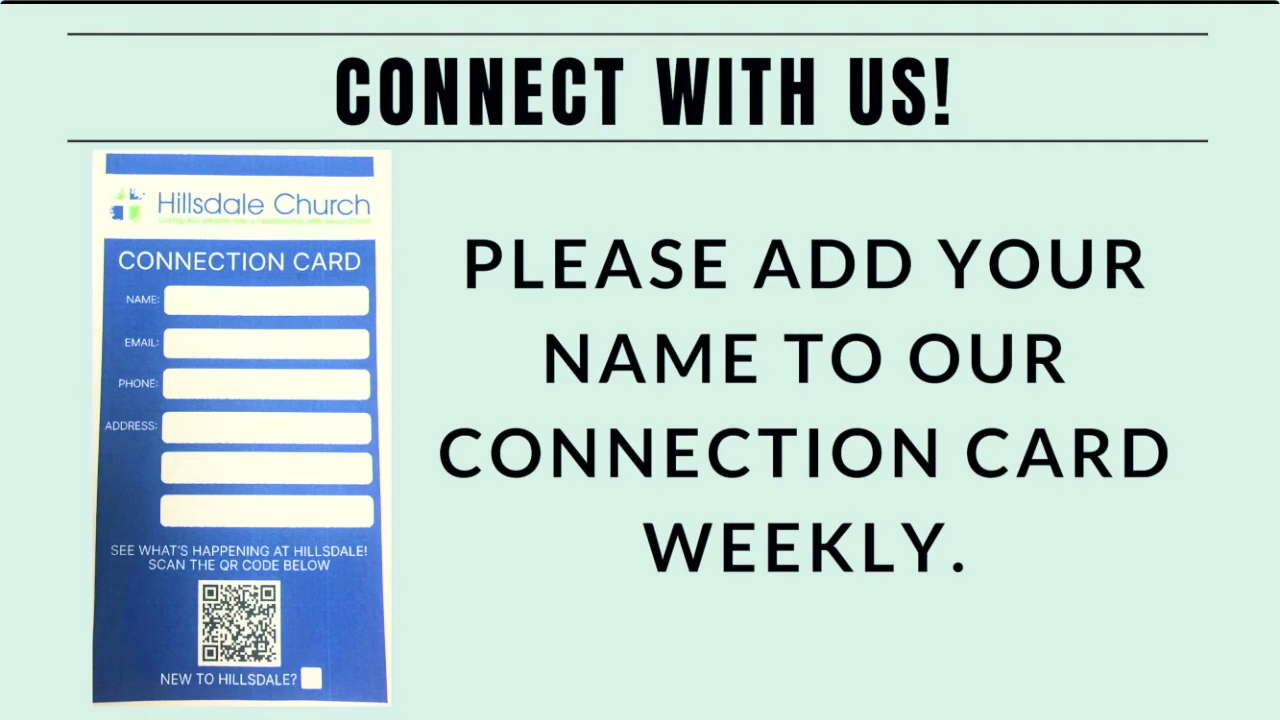 CONNECT WITH US!
Hillsdale Church
CONNECTION CARD
NAME:
EMAIL:
PHONE:
ADDRESS:
SEE WHAT'S HAPPENING AT HILLSDALE!
SCAN THE QR CODE BELOW
NEW TO HILLSDALE?
PLEASE ADD YOUR
NAME TO OUR
CONNECTION CARD
WEEKLY.